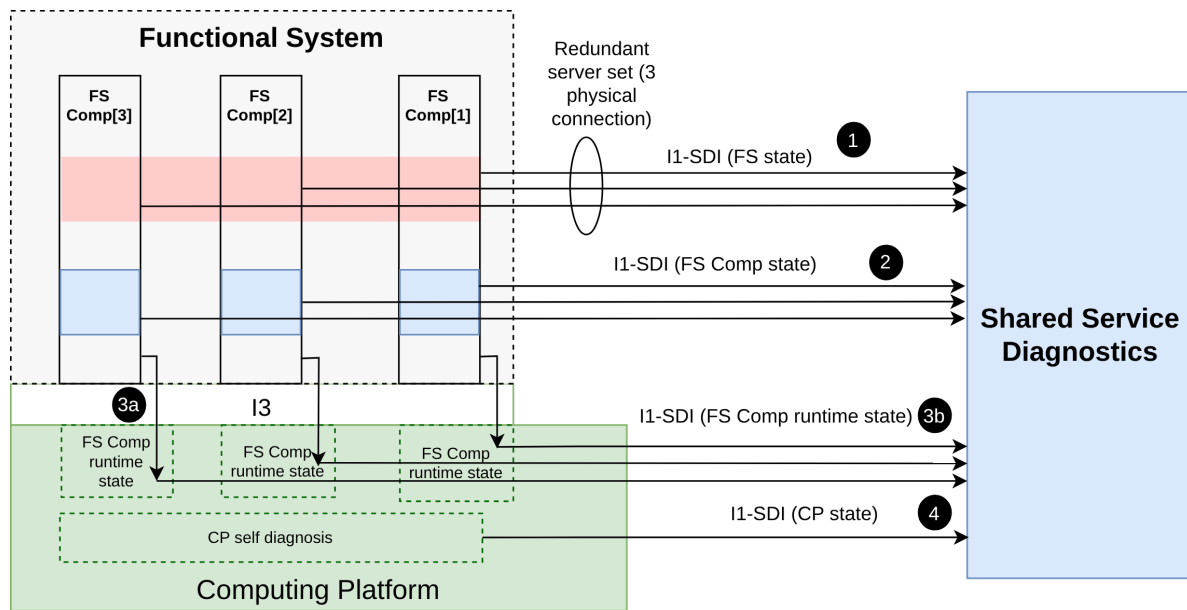 Functional System
FS
Comp[3]
FS
Comp[2]
FS
Comp[1]
Redundant
server set (3
physical
connection)
I1-SDI (FS state)
1
I1-SDI (FS Comp state)
2
Shared Service
Diagnostics
3a
I3
I1-SDI (FS Comp runtime state)
3b
FS Comp
runtime
state
FS Comp
runtime state
FS Comp
runtime state
I1-SDI (CP state)
4
CP self diagnosis
Computing Platform